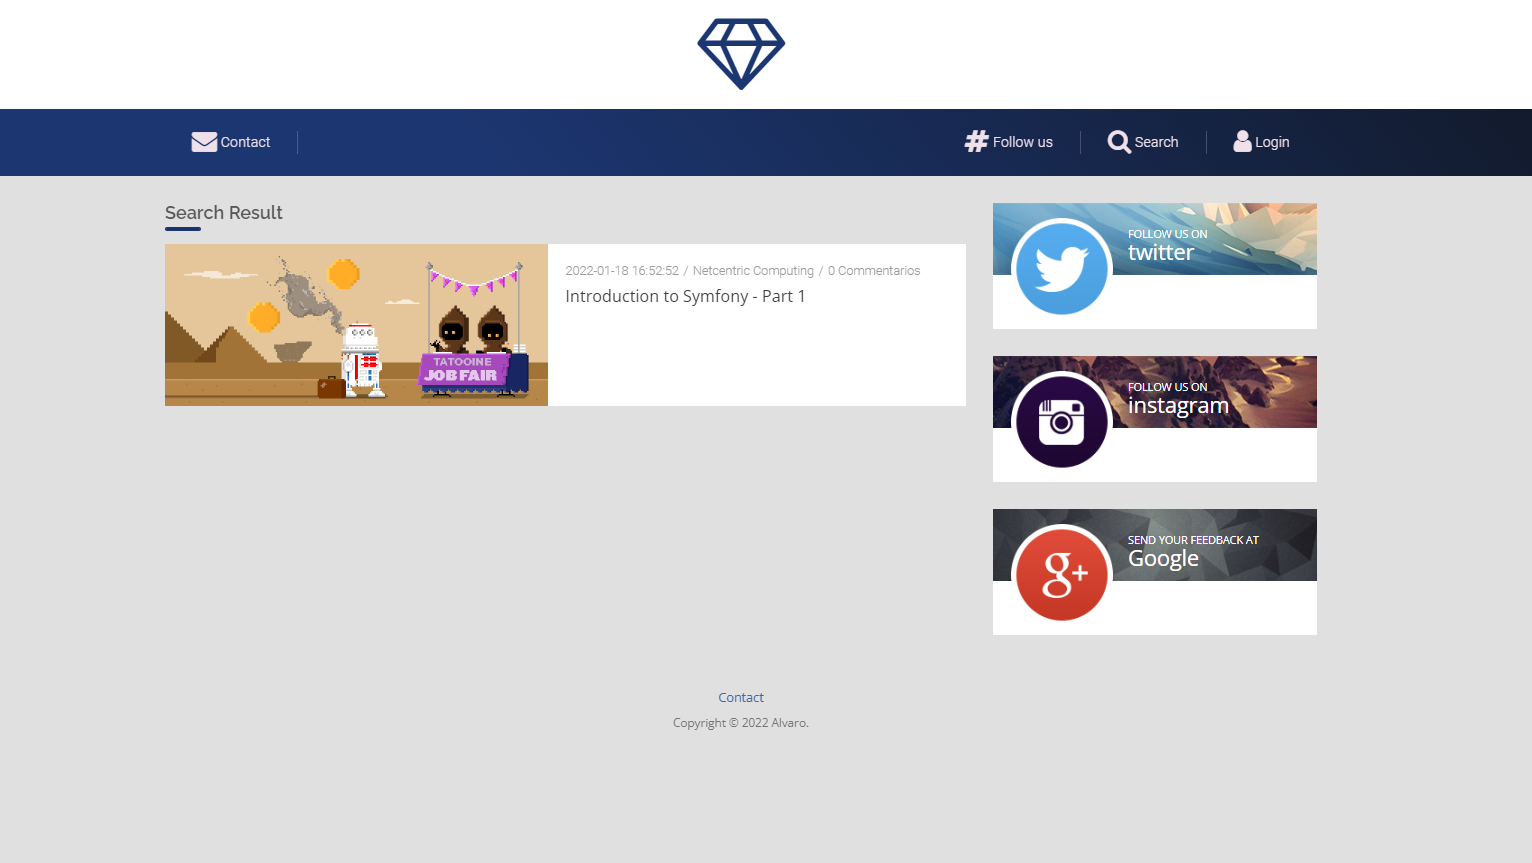 Contact
Follow us
Search
Login
Search Result
2022-01-18 16:52:52 / Netcentric Computing / 0 Commentarios
Introduction to Symfony - Part 1
TATOOINE
JOB FAIR
FOLLOW US ON
twitter
FOLLOW US ON
instagram
SEND YOUR FEEDBACK AT
Google
g+
Contact
Copyright © 2022 Alvaro.